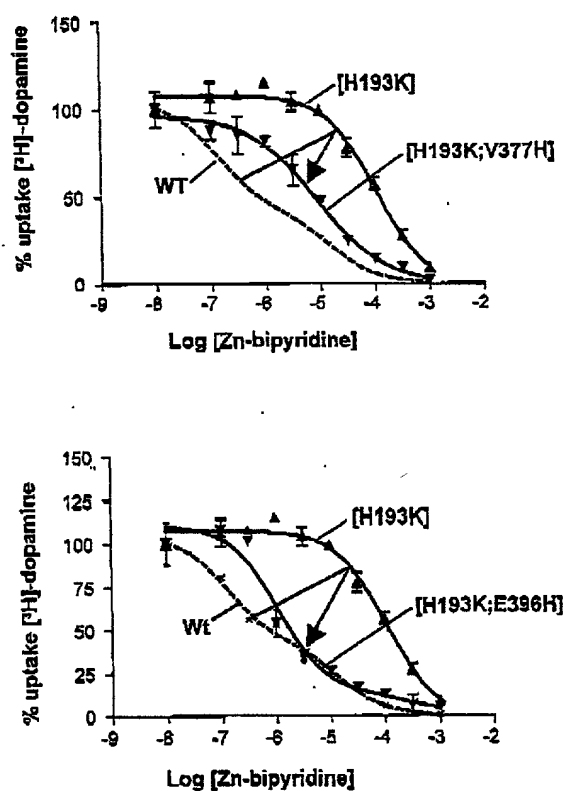 150
[H193K]
100
[H193K;V377H]
WT
50
0
-9 -8 -7 -6 -5 -4 -3 -2
% uptake [³H]-dopamine
Log [Zn-bipyridine]
150
125
[H193K]
100
75
[H193K;E396H]
Wt
50
25
0
-9 -8 -7 -6 -5 -4 -3 -2
% uptake [³H]-dopamine
Log [Zn-bipyridine]